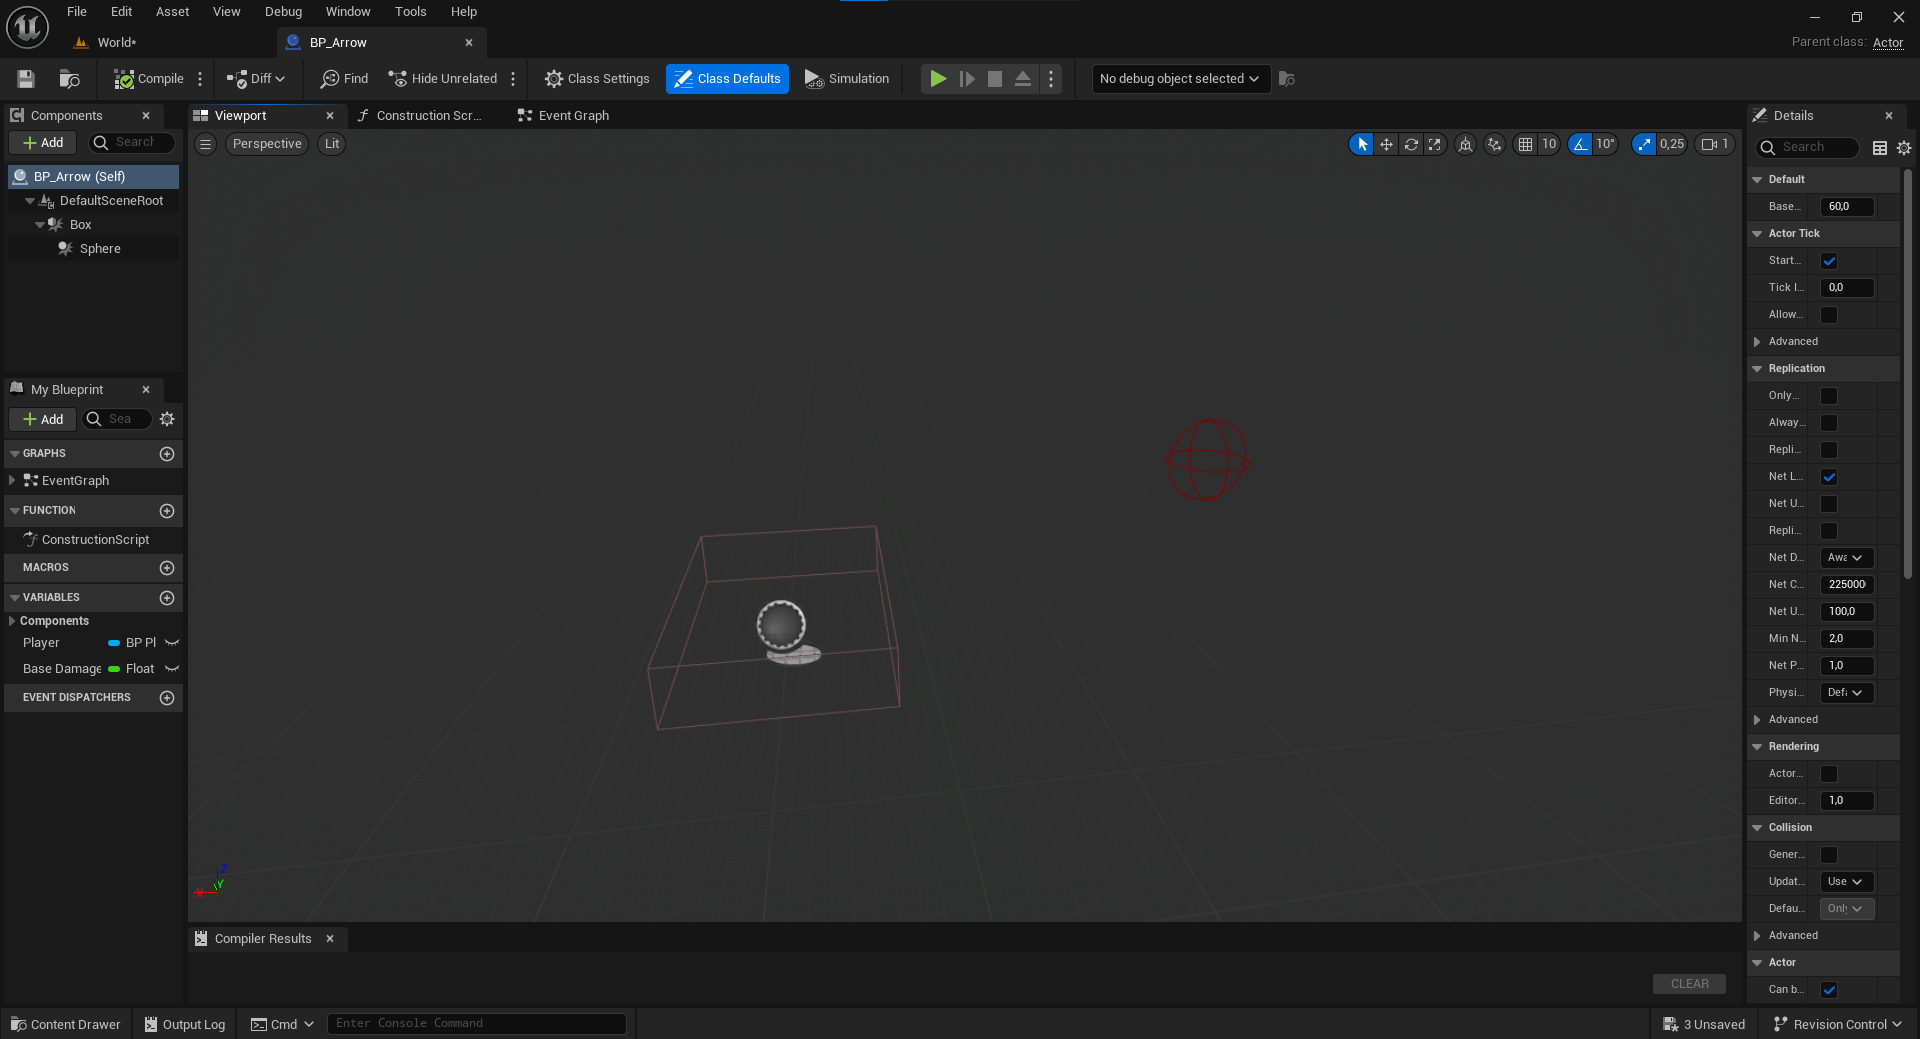 File Edit Asset View Debug Window Tools Help
World*
BP_Arrow
Parent class: Actor
Compile
Diff
Find
Hide Unrelated
Class Settings
Class Defaults
Simulation
No debug object selected
Components
Add
Search
BP_Arrow (Self)
DefaultSceneRoot
Box
Sphere
My Blueprint
Add
Sea
GRAPHS
EventGraph
FUNCTION
ConstructionScript
MACROS
VARIABLES
Components
Player BP Pl
Base Damage Float
EVENT DISPATCHERS
Viewport
Construction Scr...
Event Graph
Perspective
Lit
10
10°
0,25
1
Z
Y
X
Compiler Results
CLEAR
Details
Search
Default
Base... 60,0
Actor Tick
Start...
Tick I... 0,0
Allow...
Advanced
Replication
Only...
Alway...
Repli...
Net L...
Net U...
Repli...
Net D... Awa
Net C... 225000
Net U... 100,0
Min N... 2,0
Net P... 1,0
Physi... Defa
Advanced
Rendering
Actor...
Editor... 1,0
Collision
Gener...
Updat... Use
Defau... Only
Advanced
Actor
Can b...
Content Drawer
Output Log
Cmd
Enter Console Command
3 Unsaved
Revision Control